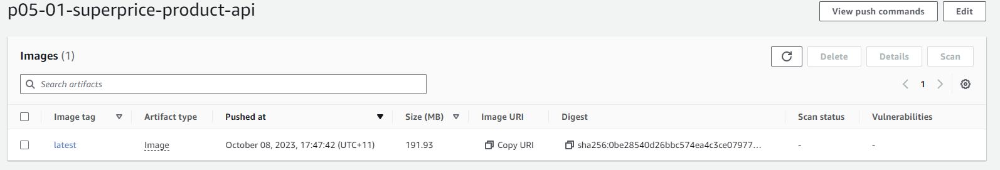 p05-01-superprice-product-api
View push commands
Edit
Images (1)
Delete
Details
Scan
Search artifacts
1
Image tag Artifact type Pushed at Size (MB) Image URI Digest Scan status Vulnerabilities
latest Image October 08, 2023, 17:47:42 (UTC+11) 191.93 Copy URI sha256:0be28540d26bbc574ea4c3ce07977... - -